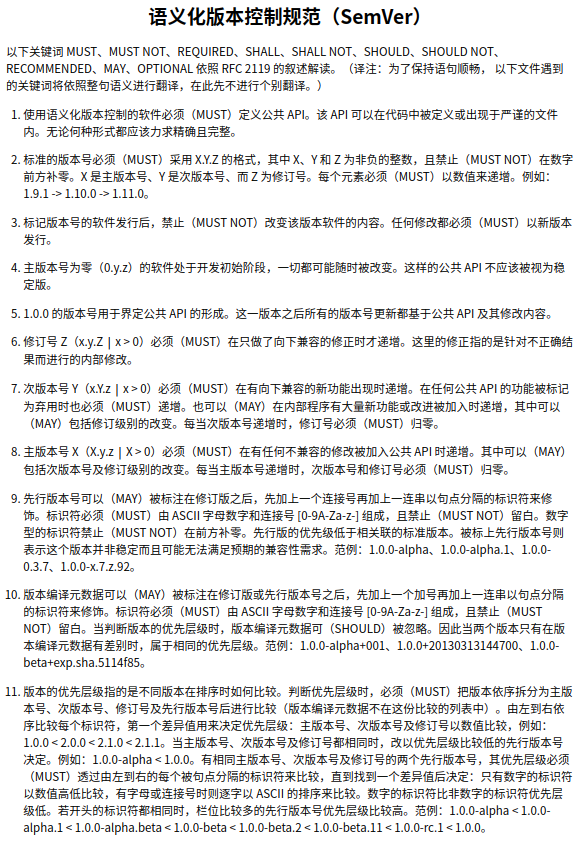 语义化版本控制规范（SemVer）
以下关键词 MUST、MUST NOT、REQUIRED、SHALL、SHALL NOT、SHOULD、SHOULD NOT、
RECOMMENDED、MAY、OPTIONAL 依照 RFC 2119 的叙述解读。（译注：为了保持语句顺畅， 以下文件遇到
的关键词将依照整句语义进行翻译，在此先不进行个别翻译。）
1. 使用语义化版本控制的软件必须（MUST）定义公共 API。该 API 可以在代码中被定义或出现于严谨的文件
内。无论何种形式都应该力求精确且完整。
2. 标准的版本号必须（MUST）采用 X.Y.Z 的格式，其中 X、Y 和 Z 为非负的整数，且禁止（MUST NOT）在数字
前方补零。X 是主版本号、Y 是次版本号、而 Z 为修订号。每个元素必须（MUST）以数值来递增。例如：
1.9.1 -> 1.10.0 -> 1.11.0。
3. 标记版本号的软件发行后，禁止（MUST NOT）改变该版本软件的内容。任何修改都必须（MUST）以新版本
发行。
4. 主版本号为零（0.y.z）的软件处于开发初始阶段，一切都可能随时被改变。这样的公共 API 不应该被视为稳
定版。
5. 1.0.0 的版本号用于界定公共 API 的形成。这一版本之后所有的版本号更新都基于公共 API 及其修改内容。
6. 修订号 Z（x.y.Z | x > 0）必须（MUST）在只做了向下兼容的修正时才递增。这里的修正指的是针对不正确结
果而进行的内部修改。
7. 次版本号 Y（x.Y.z | x > 0）必须（MUST）在有向下兼容的新功能出现时递增。在任何公共 API 的功能被标记
为弃用时也必须（MUST）递增。也可以（MAY）在内部程序有大量新功能或改进被加入时递增，其中可以
（MAY）包括修订级别的改变。每当次版本号递增时，修订号必须（MUST）归零。
8. 主版本号 X（X.y.z | X > 0）必须（MUST）在有任何不兼容的修改被加入公共 API 时递增。其中可以（MAY）
包括次版本号及修订级别的改变。每当主版本号递增时，次版本号和修订号必须（MUST）归零。
9. 先行版本号可以（MAY）被标注在修订版之后，先加上一个连接号再加上一连串以句点分隔的标识符来修
饰。标识符必须（MUST）由 ASCII 字母数字和连接号 [0-9A-Za-z-] 组成，且禁止（MUST NOT）留白。数字
型的标识符禁止（MUST NOT）在前方补零。先行版的优先级低于相关联的标准版本。被标上先行版本号则
表示这个版本并非稳定而且可能无法满足预期的兼容性需求。范例：1.0.0-alpha、1.0.0-alpha.1、1.0.0-
0.3.7、1.0.0-x.7.z.92。
10. 版本编译元数据可以（MAY）被标注在修订版或先行版本号之后，先加上一个加号再加上一连串以句点分隔
的标识符来修饰。标识符必须（MUST）由 ASCII 字母数字和连接号 [0-9A-Za-z-] 组成，且禁止（MUST
NOT）留白。当判断版本的优先层级时，版本编译元数据可（SHOULD）被忽略。因此当两个版本只有在版
本编译元数据有差别时，属于相同的优先层级。范例：1.0.0-alpha+001、1.0.0+20130313144700、1.0.0-
beta+exp.sha.5114f85。
11. 版本的优先层级指的是不同版本在排序时如何比较。判断优先层级时，必须（MUST）把版本依序拆分为主版
本号、次版本号、修订号及先行版本号后进行比较（版本编译元数据不在这份比较的列表中）。由左到右依
序比较每个标识符，第一个差异值用来决定优先层级：主版本号、次版本号及修订号以数值比较，例如：
1.0.0 < 2.0.0 < 2.1.0 < 2.1.1。当主版本号、次版本号及修订号都相同时，改以优先层级比较低的先行版本号
决定。例如：1.0.0-alpha < 1.0.0。有相同主版本号、次版本号及修订号的两个先行版本号，其优先层级必须
（MUST）透过由左到右的每个被句点分隔的标识符来比较，直到找到一个差异值后决定：只有数字的标识符
以数值高低比较，有字母或连接号时则逐字以 ASCII 的排序来比较。数字的标识符比非数字的标识符优先层
级低。若开头的标识符都相同时，栏位比较多的先行版本号优先层级比较高。范例：1.0.0-alpha < 1.0.0-
alpha.1 < 1.0.0-alpha.beta < 1.0.0-beta < 1.0.0-beta.2 < 1.0.0-beta.11 < 1.0.0-rc.1 < 1.0.0。